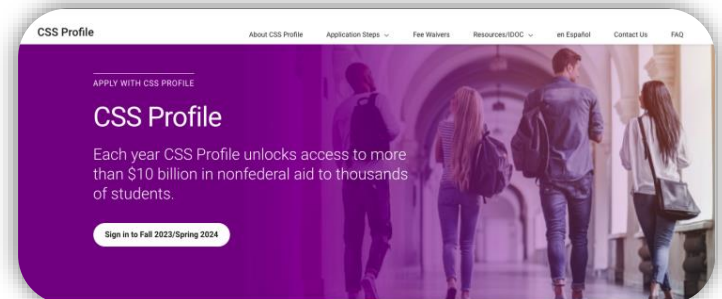 CSS Profile
About CSS Profile Application Steps Fee Waivers Resources/IDOC en Español Contact Us FAQ
APPLY WITH CSS PROFILE
CSS Profile
Each year CSS Profile unlocks access to more
than $10 billion in nonfederal aid to thousands
of students.
Sign in to Fall 2023/Spring 2024